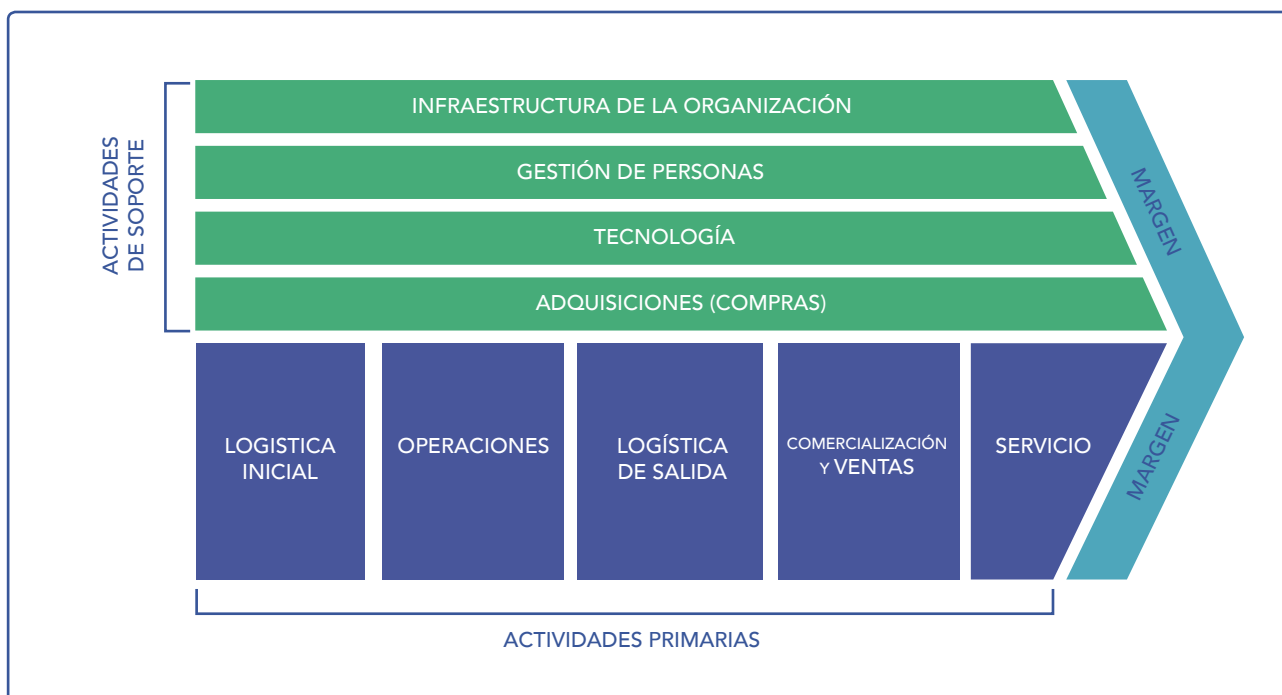 INFRAESTRUCTURA DE LA ORGANIZACIÓN
GESTIÓN DE PERSONAS
TECNOLOGÍA
ADQUISICIONES (COMPRAS)
ACTIVIDADES
DE SOPORTE
MARGEN
LOGISTICA
INICIAL
OPERACIONES
LOGÍSTICA
DE SALIDA
COMERCIALIZACIÓN
Y VENTAS
SERVICIO
MARGEN
ACTIVIDADES PRIMARIAS